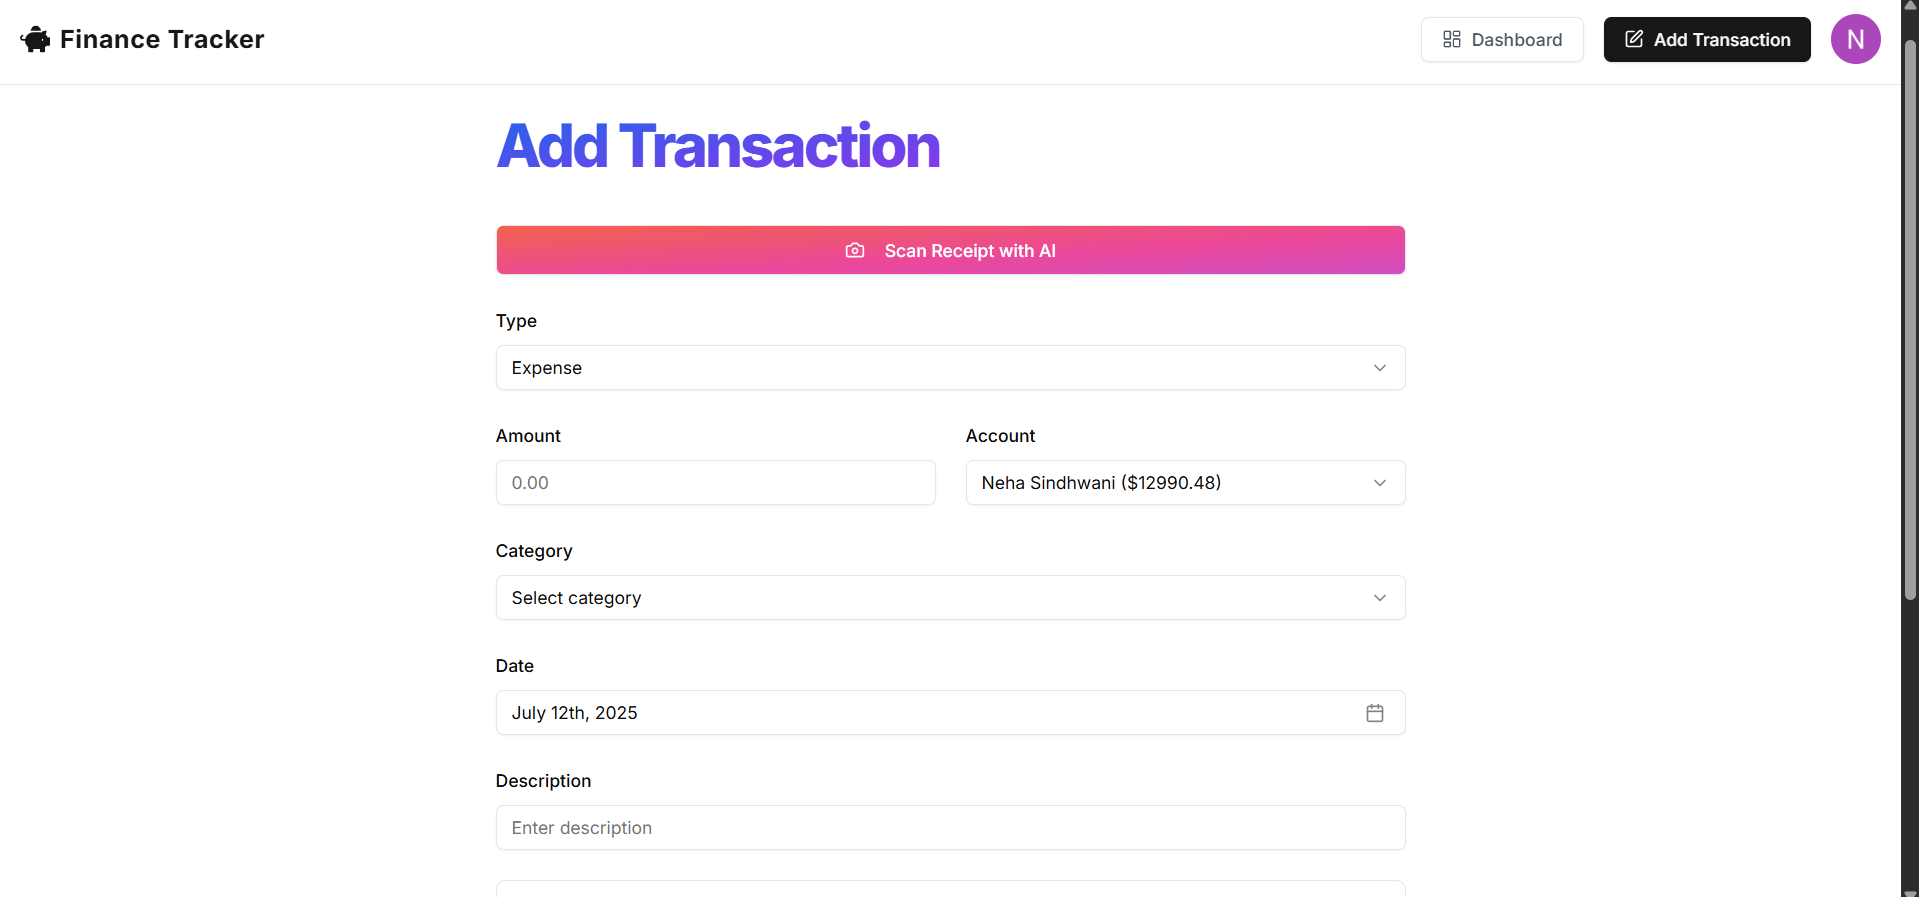 Finance Tracker
Dashboard
Add Transaction
N
Add Transaction
Scan Receipt with AI
Type
Expense
Amount
Account
0.00
Neha Sindhwani ($12990.48)
Category
Select category
Date
July 12th, 2025
Description
Enter description